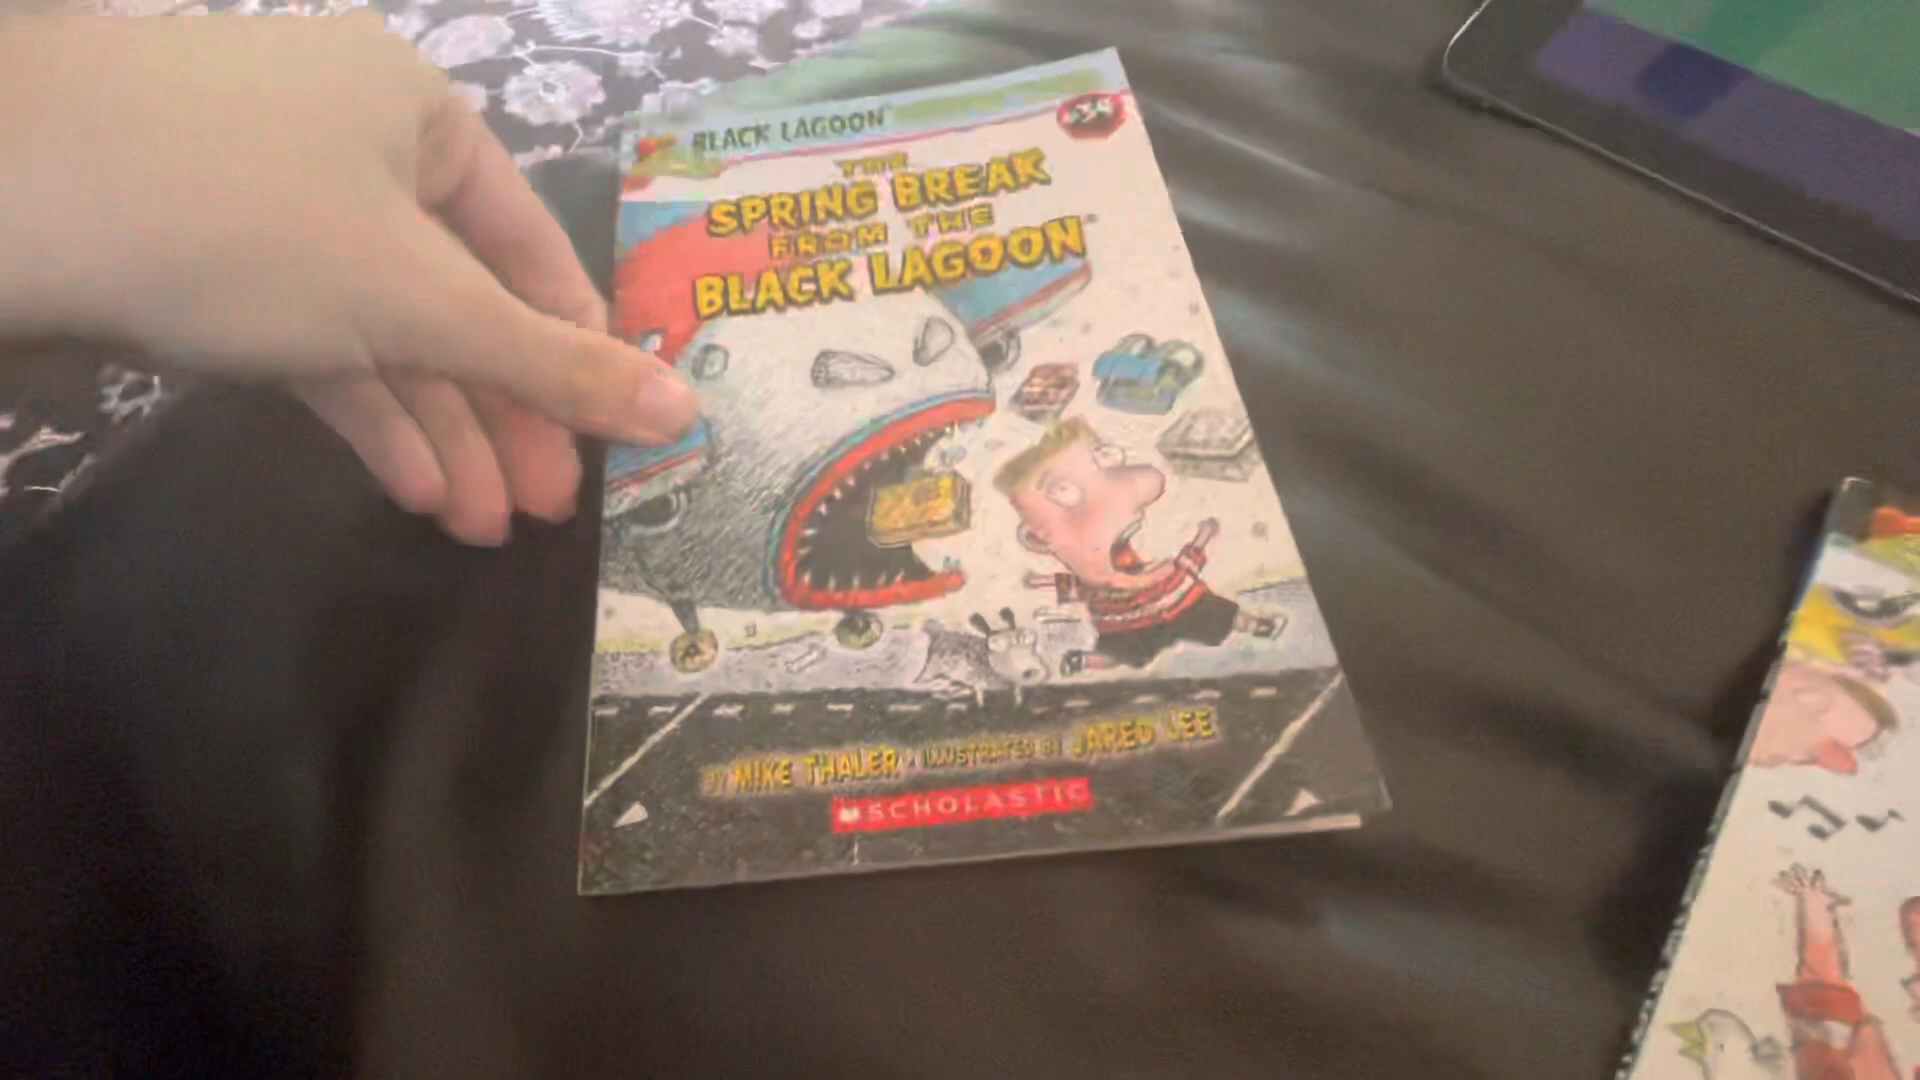 BLACK LAGOON
THE
SPRING BREAK
FROM THE
BLACK LAGOON
BY MIKE THALER • ILLUSTRATED BY JARED LEE
SCHOLASTIC